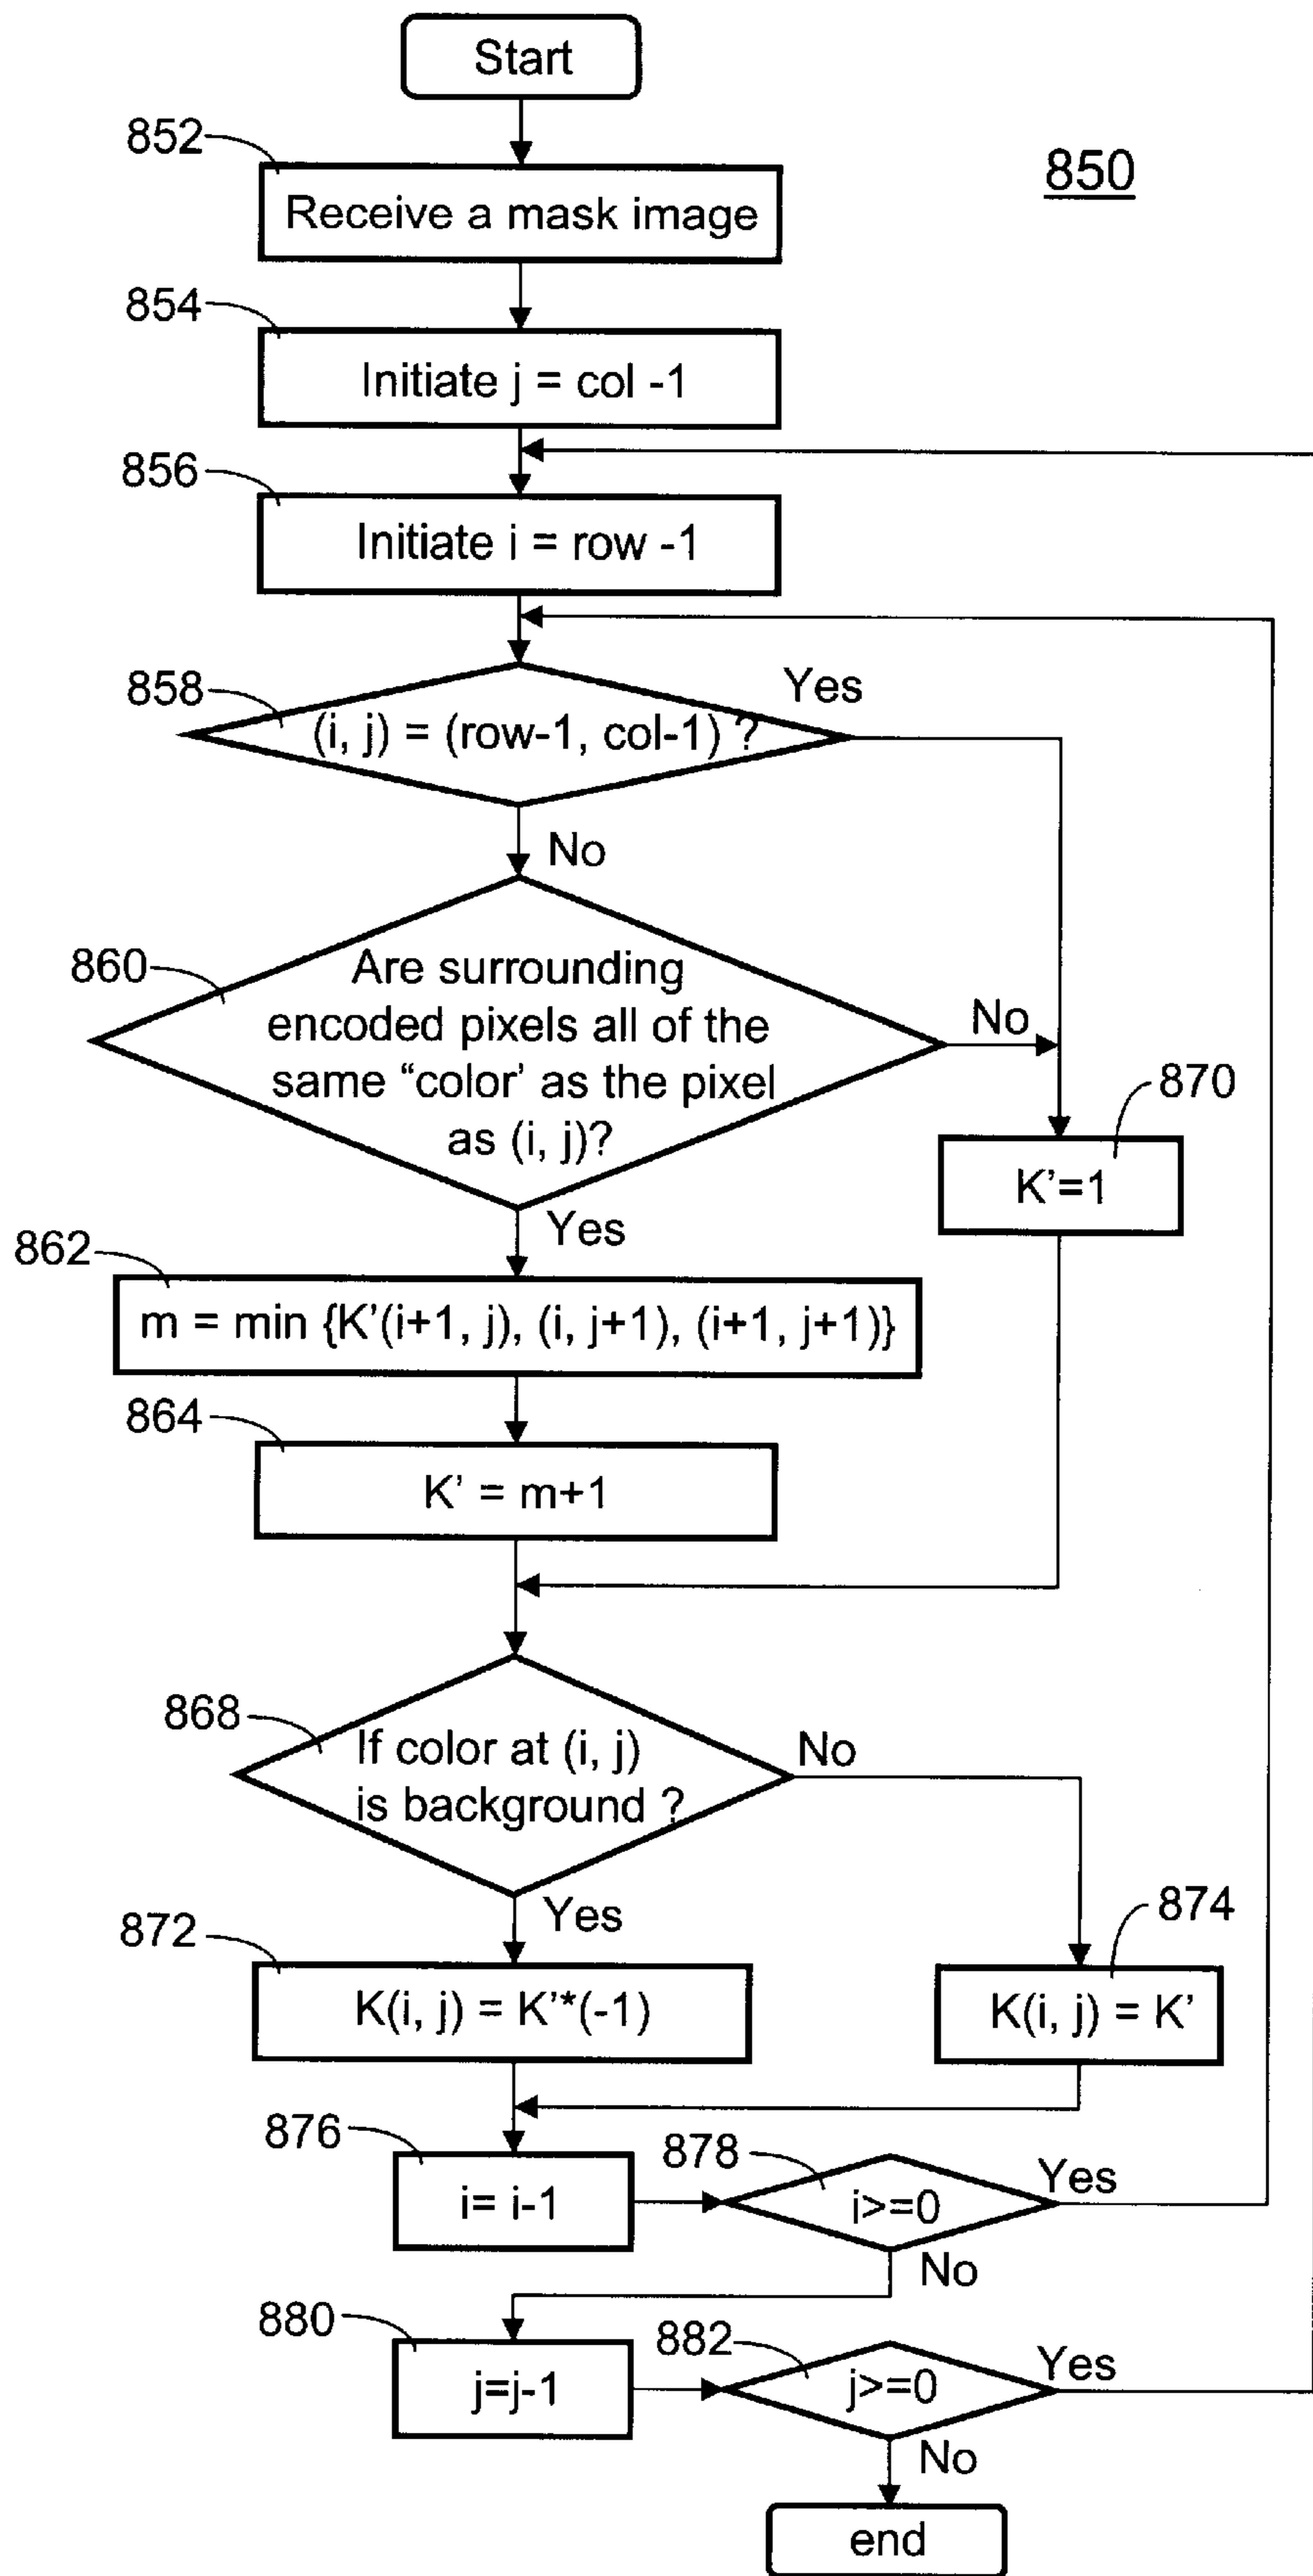 Start
850
852
Receive a mask image
854
Initiate j = col -1
856
Initiate i = row -1
858
(i, j) = (row-1, col-1) ?
Yes
No
860
Are surrounding
encoded pixels all of the
same “color’ as the pixel
as (i, j)?
No
870
K’=1
Yes
862
m = min {K’(i+1, j), (i, j+1), (i+1, j+1)}
864
K’ = m+1
868
If color at (i, j)
is background ?
No
Yes
872
K(i, j) = K’*(-1)
874
K(i, j) = K’
876
i= i-1
878
i>=0
Yes
No
880
j=j-1
882
j>=0
Yes
No
end